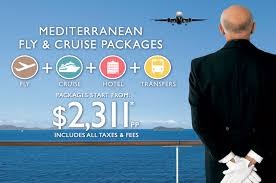 MEDITERRANEAN
FLY & CRUISE PACKAGES
+ + +
FLY CRUISE HOTEL TRANSFERS
PACKAGES START FROM...
$2,311* PP
INCLUDES ALL TAXES & FEES